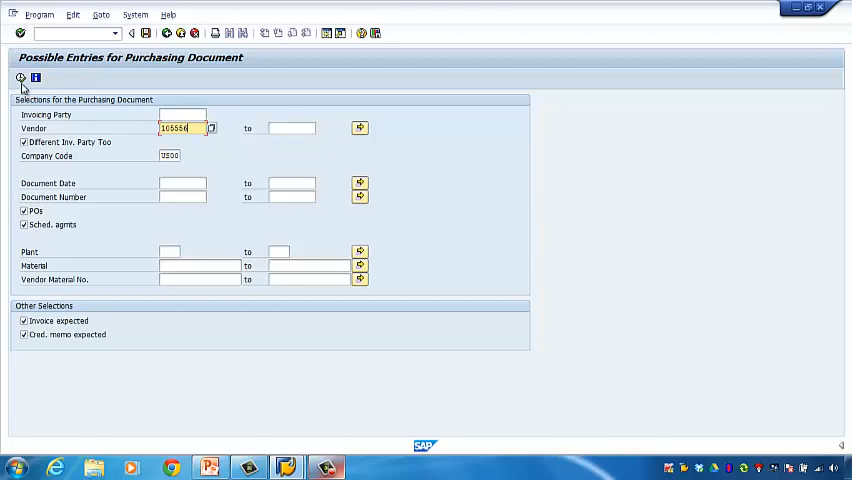 Program Edit Goto System Help
Possible Entries for Purchasing Document
Selections for the Purchasing Document
Invoicing Party
Vendor 105556 to
Different Inv. Party Too
Company Code US00
Document Date to
Document Number to
POs
Sched. agmts
Plant to
Material to
Vendor Material No. to
Other Selections
Invoice expected
Cred. memo expected
SAP